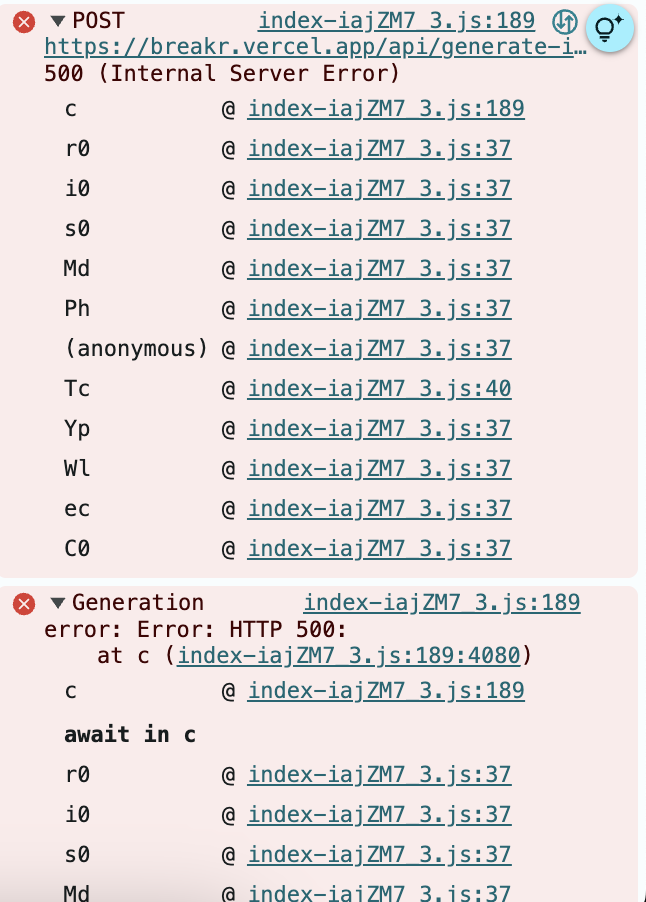 POST index-iajZM7_3.js:189
https://breakr.vercel.app/api/generate-i…
500 (Internal Server Error)
c @ index-iajZM7_3.js:189
r0 @ index-iajZM7_3.js:37
i0 @ index-iajZM7_3.js:37
s0 @ index-iajZM7_3.js:37
Md @ index-iajZM7_3.js:37
Ph @ index-iajZM7_3.js:37
(anonymous) @ index-iajZM7_3.js:37
Tc @ index-iajZM7_3.js:40
Yp @ index-iajZM7_3.js:37
Wl @ index-iajZM7_3.js:37
ec @ index-iajZM7_3.js:37
C0 @ index-iajZM7_3.js:37
Generation index-iajZM7_3.js:189
error: Error: HTTP 500:
at c (index-iajZM7_3.js:189:4080)
c @ index-iajZM7_3.js:189
await in c
r0 @ index-iajZM7_3.js:37
i0 @ index-iajZM7_3.js:37
s0 @ index-iajZM7_3.js:37
Md @ index-iajZM7_3.js:37